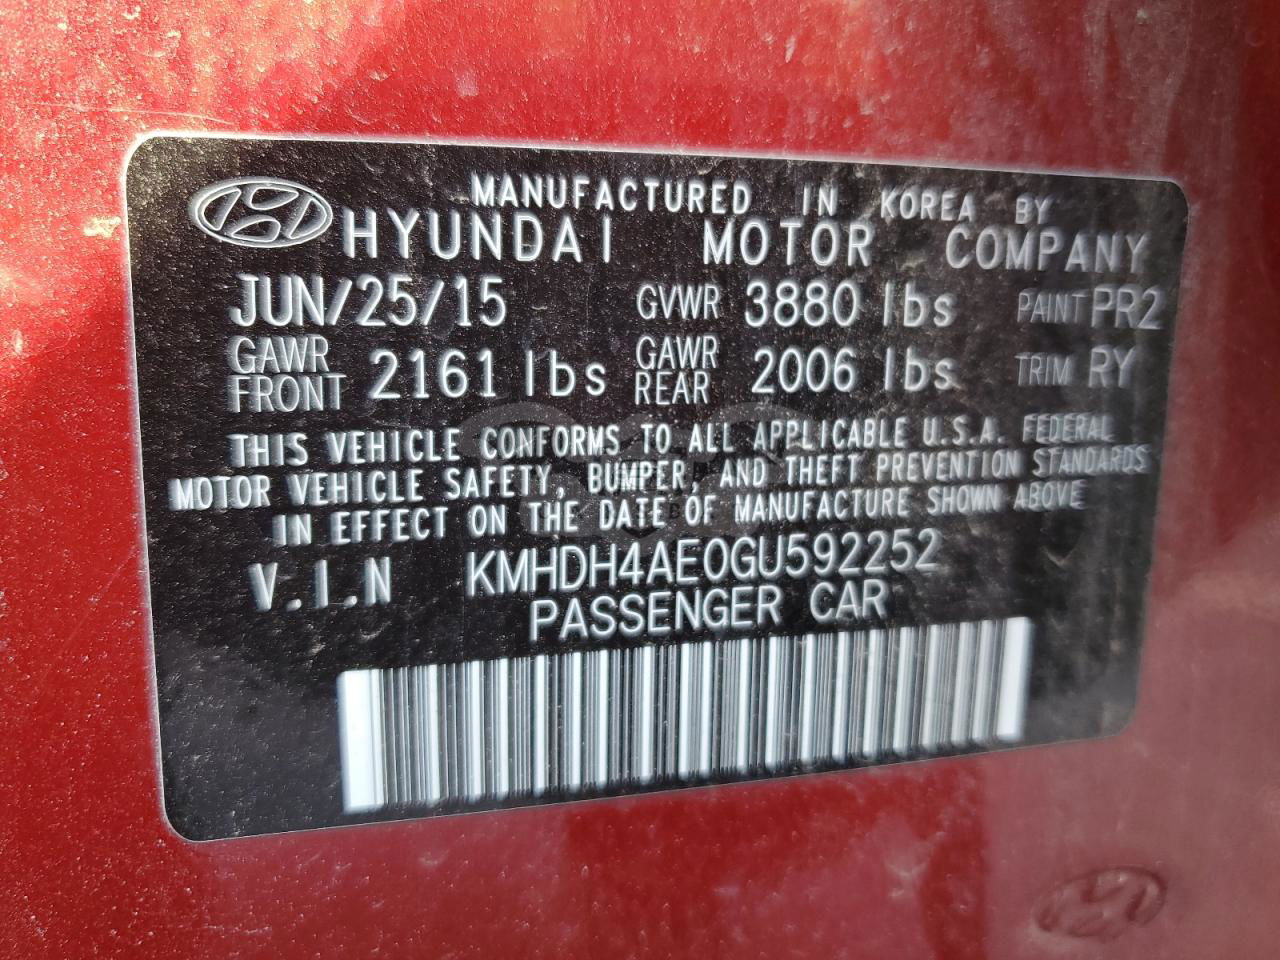 MANUFACTURED IN KOREA BY
HYUNDAI MOTOR COMPANY
JUN/25/15 GVWR 3880 lbs PAINT PR2
GAWR FRONT 2161 lbs GAWR REAR 2006 lbs TRIM RY
THIS VEHICLE CONFORMS TO ALL APPLICABLE U.S.A. FEDERAL
MOTOR VEHICLE SAFETY, BUMPER, AND THEFT PREVENTION STANDARDS
IN EFFECT ON THE DATE OF MANUFACTURE SHOWN ABOVE
V.I.N KMHDH4AE0GU592252
PASSENGER CAR